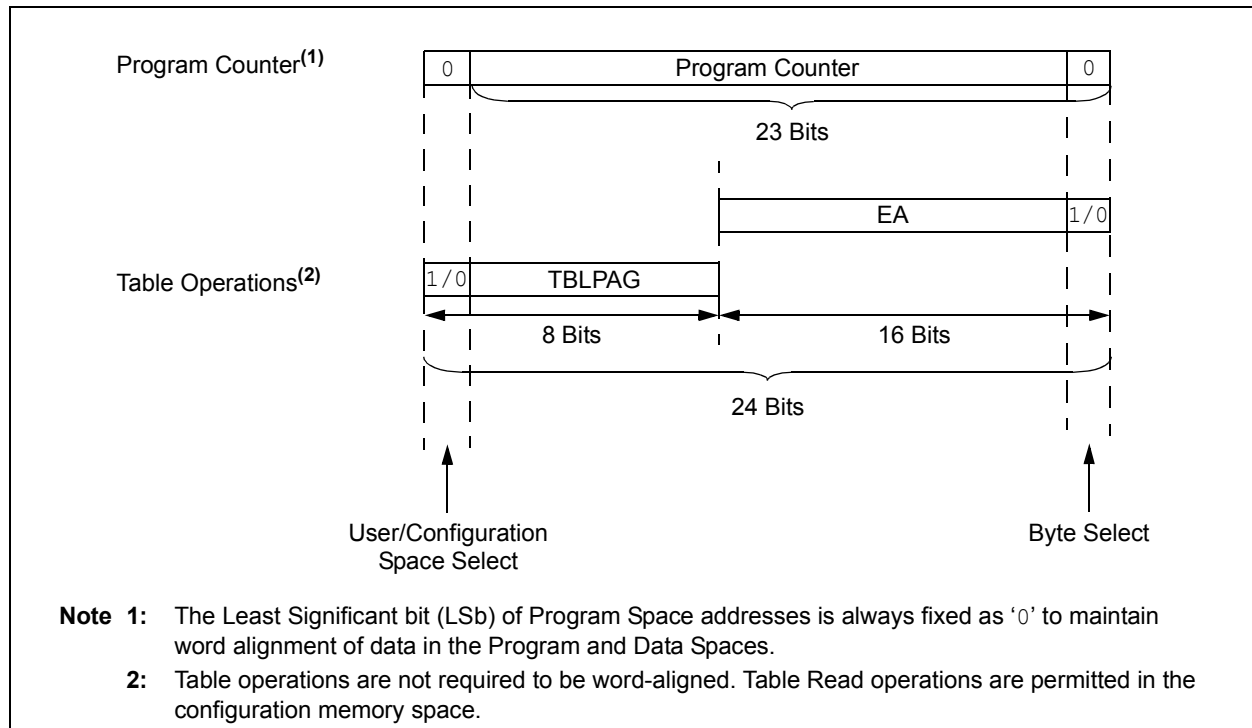 Program Counter(1)
0
Program Counter
0
23 Bits
EA
1/0
Table Operations(2)
1/0
TBLPAG
8 Bits
16 Bits
24 Bits
User/Configuration
Space Select
Byte Select
Note 1: The Least Significant bit (LSb) of Program Space addresses is always fixed as ‘0’ to maintain
word alignment of data in the Program and Data Spaces.
2: Table operations are not required to be word-aligned. Table Read operations are permitted in the
configuration memory space.